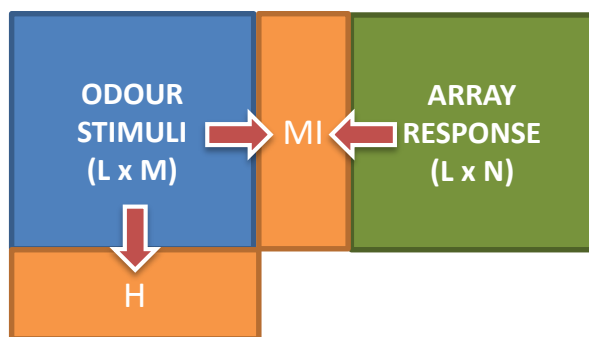 ODOUR
STIMULI
(L x M)
MI
ARRAY
RESPONSE
(L x N)
H